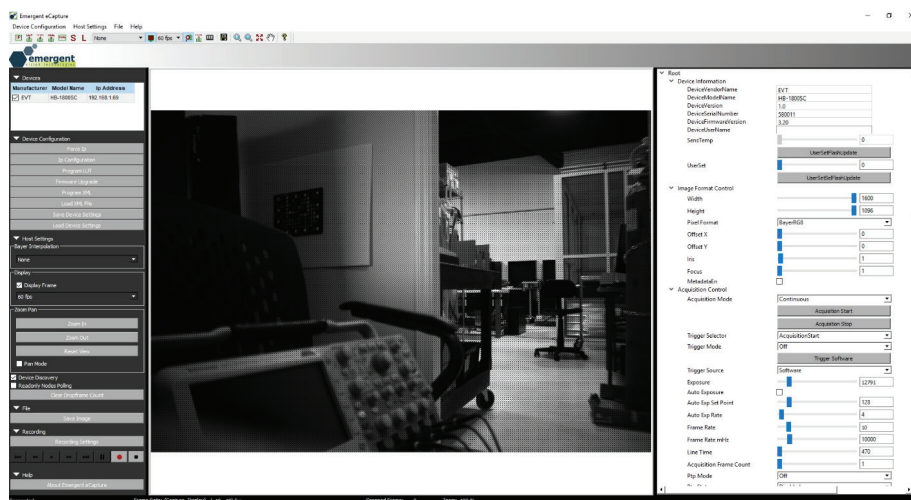 Emergent eCapture
Device Configuration Host Settings File Help
S L None 60 fps
emergent
Devices
Manufacturer Model Name Ip Address
EVT HB-1800SC 192.168.1.69
Device Configuration
Force Ip
Ip Configuration
Program LUT
Firmware Upgrade
Program XML
Load XML File
Save Device Settings
Load Device Settings
Host Settings
Bayer Interpolation
None
Display
Display Frame
60 fps
Zoom Pan
Zoom In
Zoom Out
Reset View
Pan Mode
Device Discovery
Readonly Nodes Polling
Clear Dropframe Count
File
Save Image
Recording
Recording Settings
Help
About Emergent eCapture
Root
Device Information
DeviceVendorName EVT
DeviceModelName HB-1800SC
DeviceVersion 1.0
DeviceSerialNumber 580011
DeviceFirmwareVersion 3.20
DeviceUserName
SensTemp 0
UserSetFlashUpdate
UserSet 0
UserSetSelFlashUpdate
Image Format Control
Width 1600
Height 1096
Pixel Format BayerRGB
Offset X 0
Offset Y 0
Iris 1
Focus 1
MetadataEn
Acquisition Control
Acquisition Mode Continuous
Acquisition Start
Acquisition Stop
Trigger Selector AcquisitionStart
Trigger Mode Off
Trigger Software
Trigger Source Software
Exposure 12791
Auto Exposure
Auto Exp Set Point 128
Auto Exp Rate 4
Frame Rate 10
Frame Rate mHz 10000
Line Time 470
Acquisition Frame Count 1
Ptp Mode Off